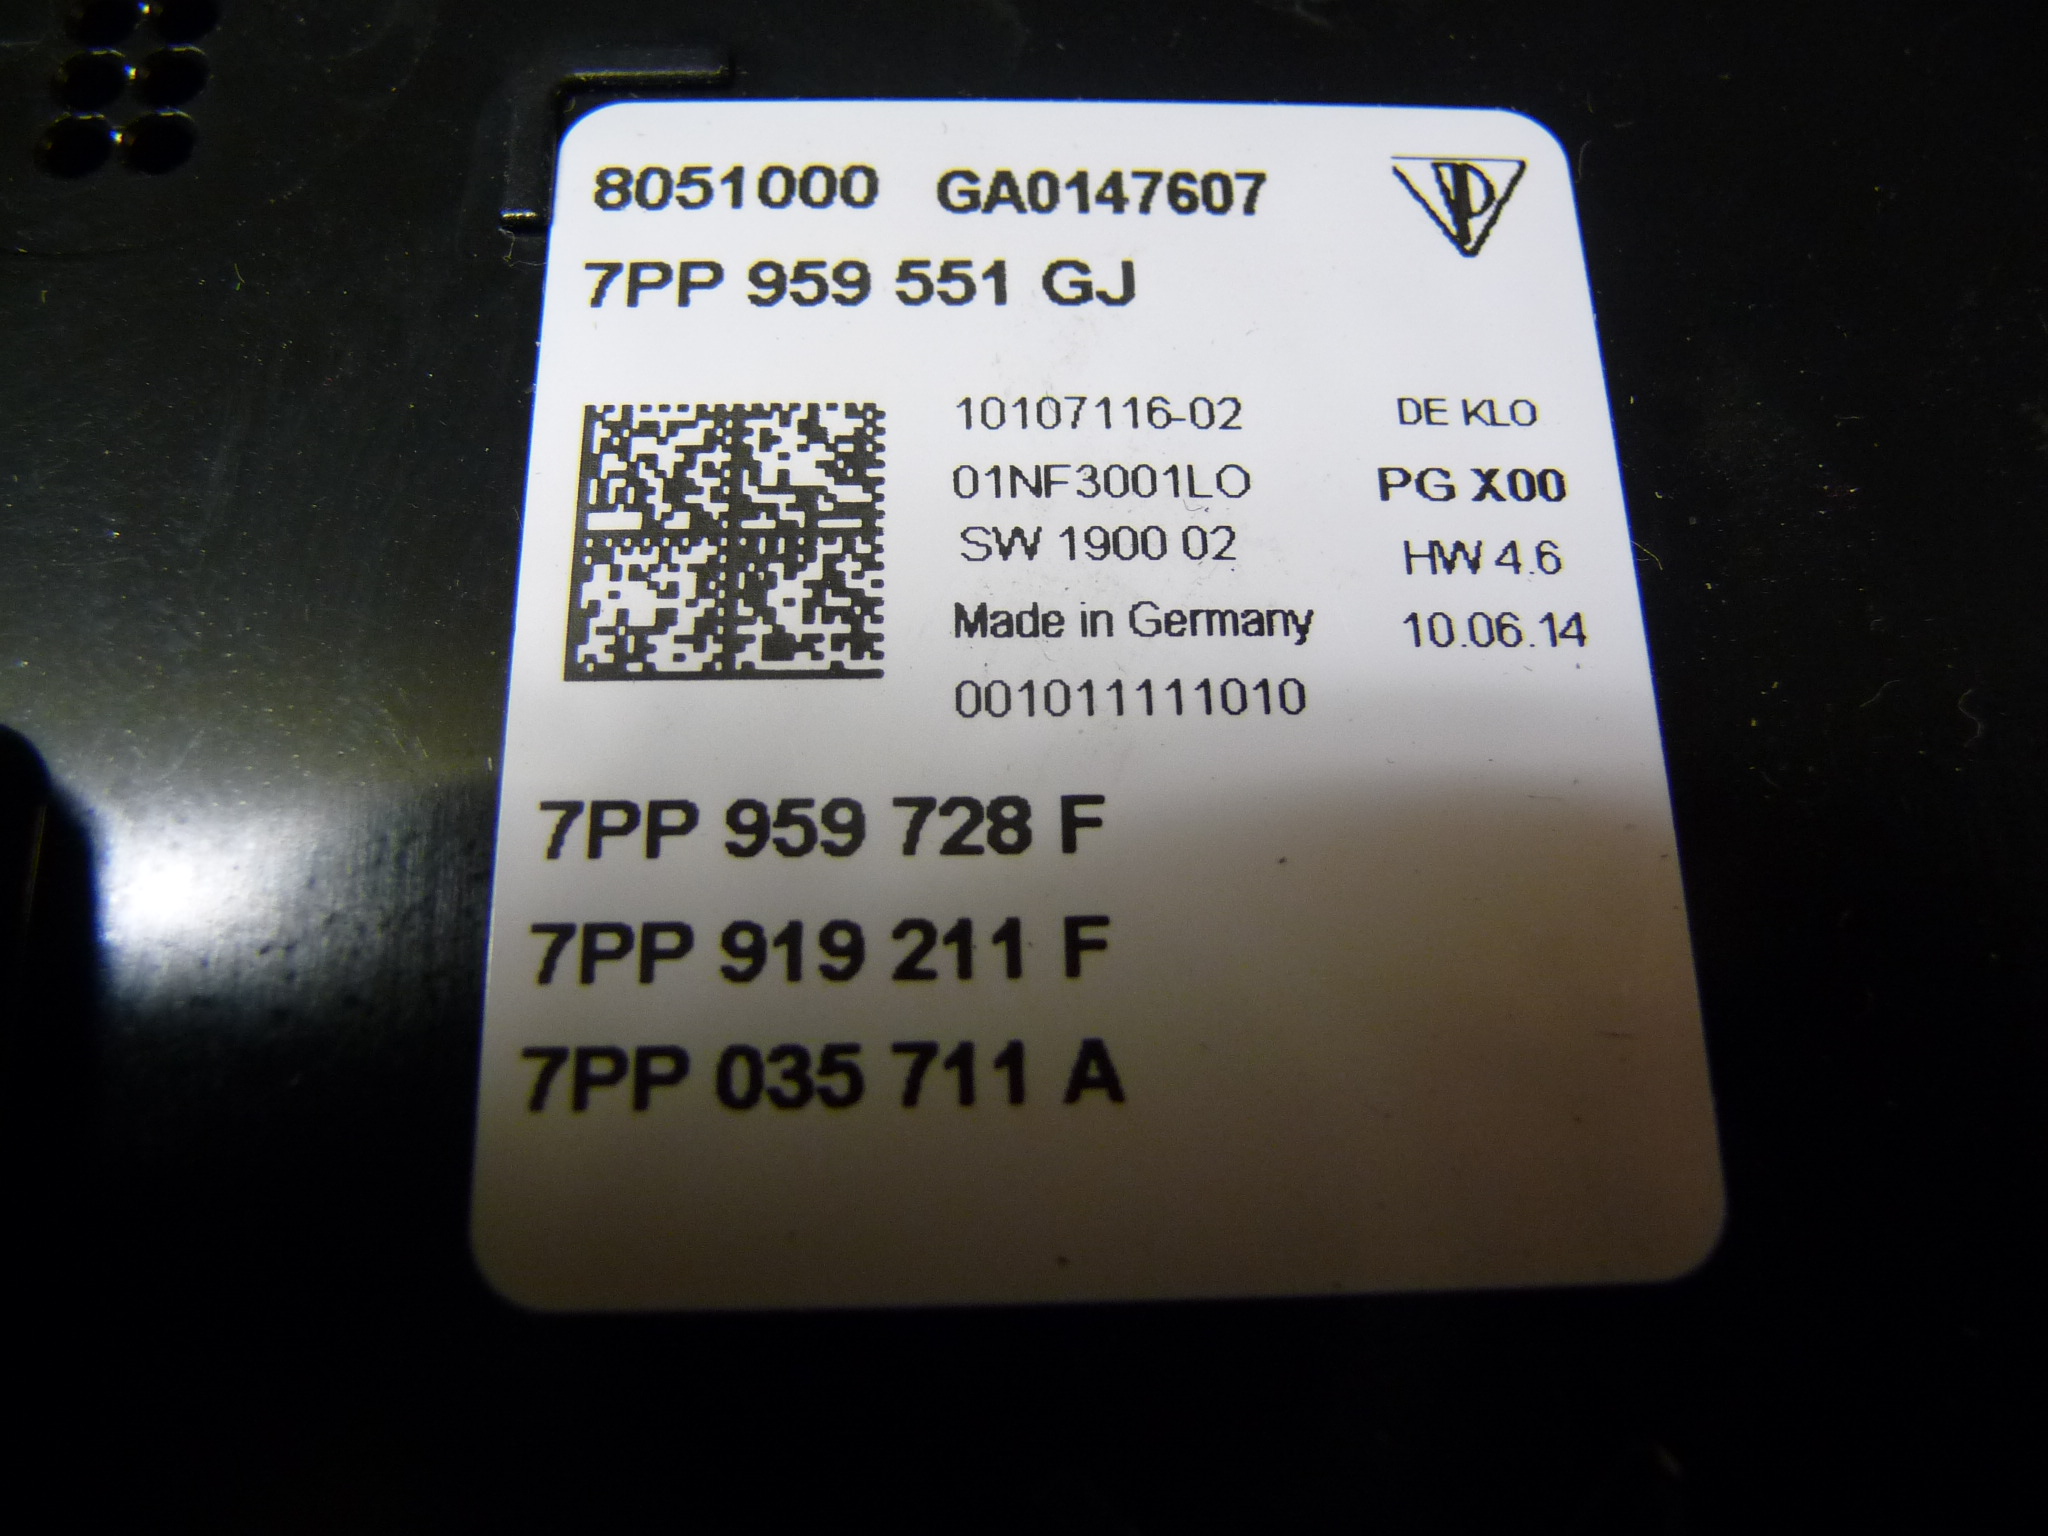 8051000 GA0147607
7PP 959 551 GJ
10107116-02 DE KLO
01NF3001LO PG X00
SW 1900 02 HW 4.6
Made in Germany 10.06.14
001011111010
7PP 959 728 F
7PP 919 211 F
7PP 035 711 A